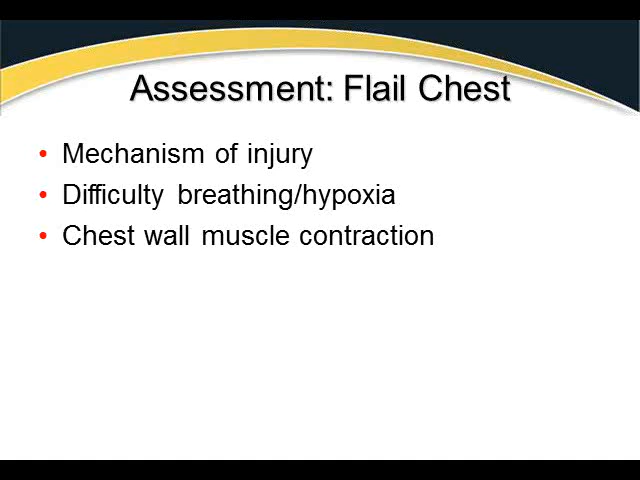 Assessment: Flail Chest
• Mechanism of injury
• Difficulty breathing/hypoxia
• Chest wall muscle contraction